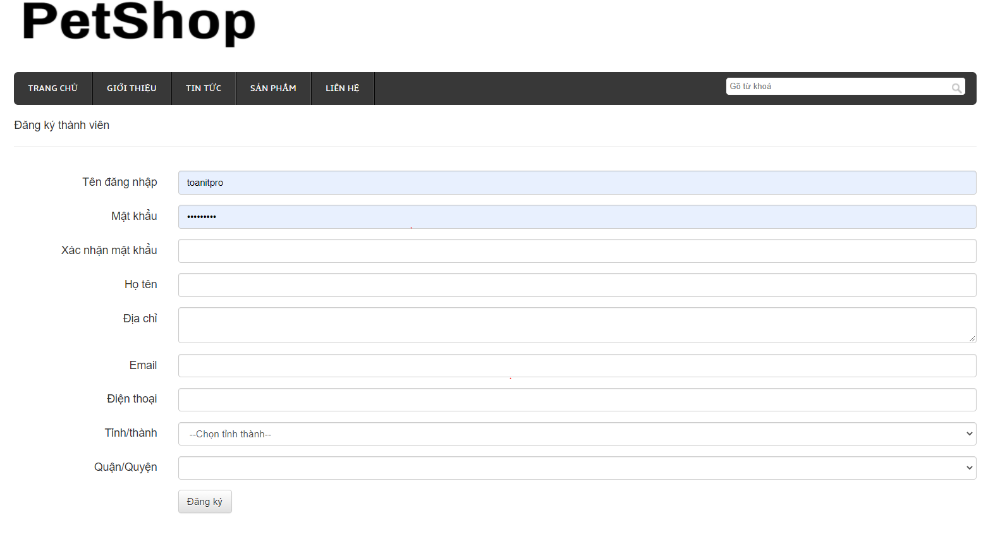 PetShop
TRANG CHỦ GIỚI THIỆU TIN TỨC SẢN PHẨM LIÊN HỆ Gõ từ khoá
Đăng ký thành viên
Tên đăng nhập toanitpro
Mật khẩu •••••••••
Xác nhận mật khẩu
Họ tên
Địa chỉ
Email
Điện thoại
Tỉnh/thành --Chọn tỉnh thành--
Quận/Quyện
Đăng ký